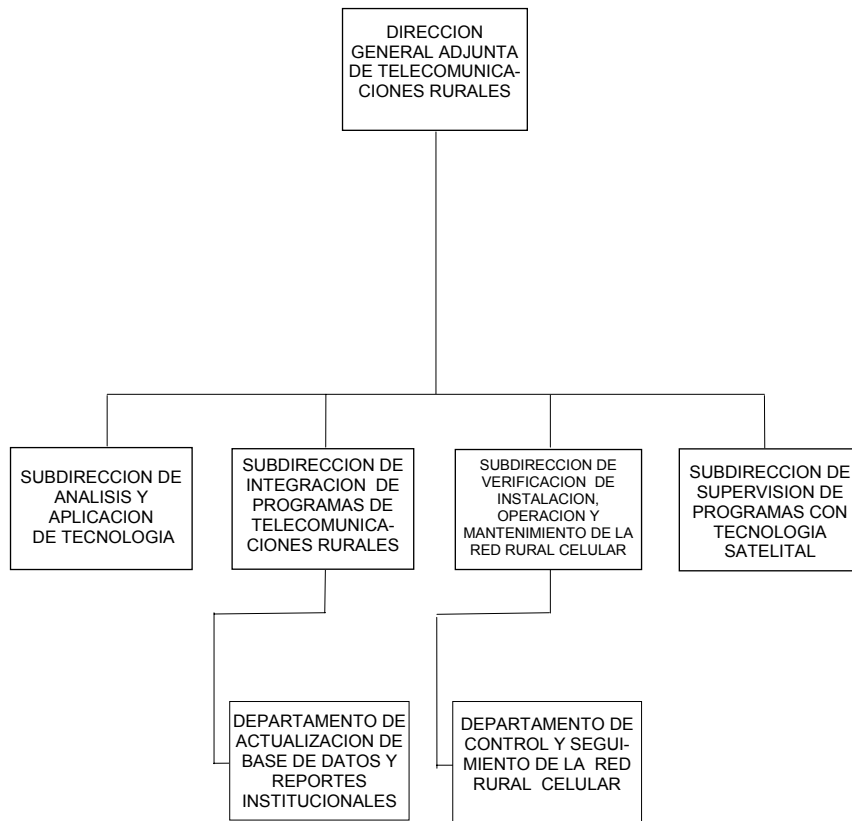 DIRECCION
GENERAL ADJUNTA
DE TELECOMUNICA-
CIONES RURALES
SUBDIRECCION DE
ANALISIS Y
APLICACION
DE TECNOLOGIA
SUBDIRECCION DE
INTEGRACION DE
PROGRAMAS DE
TELECOMUNICA-
CIONES RURALES
SUBDIRECCION DE
VERIFICACION DE
INSTALACION,
OPERACION Y
MANTENIMIENTO DE LA
RED RURAL CELULAR
SUBDIRECCION DE
SUPERVISION DE
PROGRAMAS CON
TECNOLOGIA
SATELITAL
DEPARTAMENTO DE
ACTUALIZACION DE
BASE DE DATOS Y
REPORTES
INSTITUCIONALES
DEPARTAMENTO DE
CONTROL Y SEGUI-
MIENTO DE LA RED
RURAL CELULAR